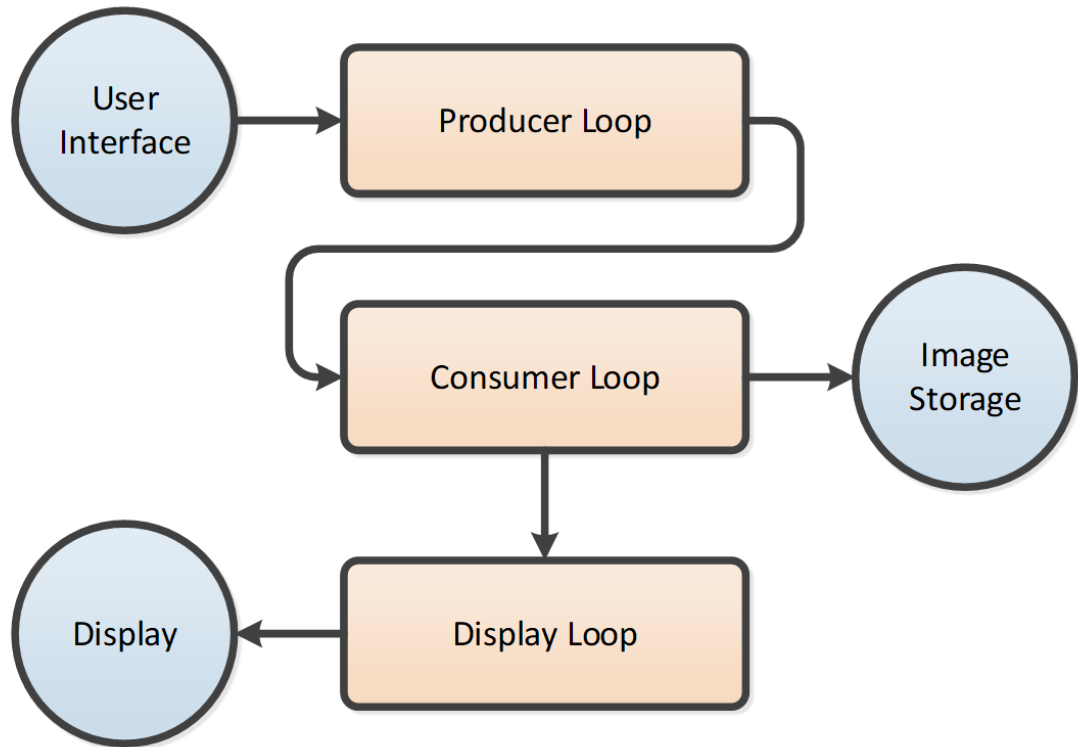 User
Interface
Producer Loop
Consumer Loop
Image
Storage
Display
Display Loop